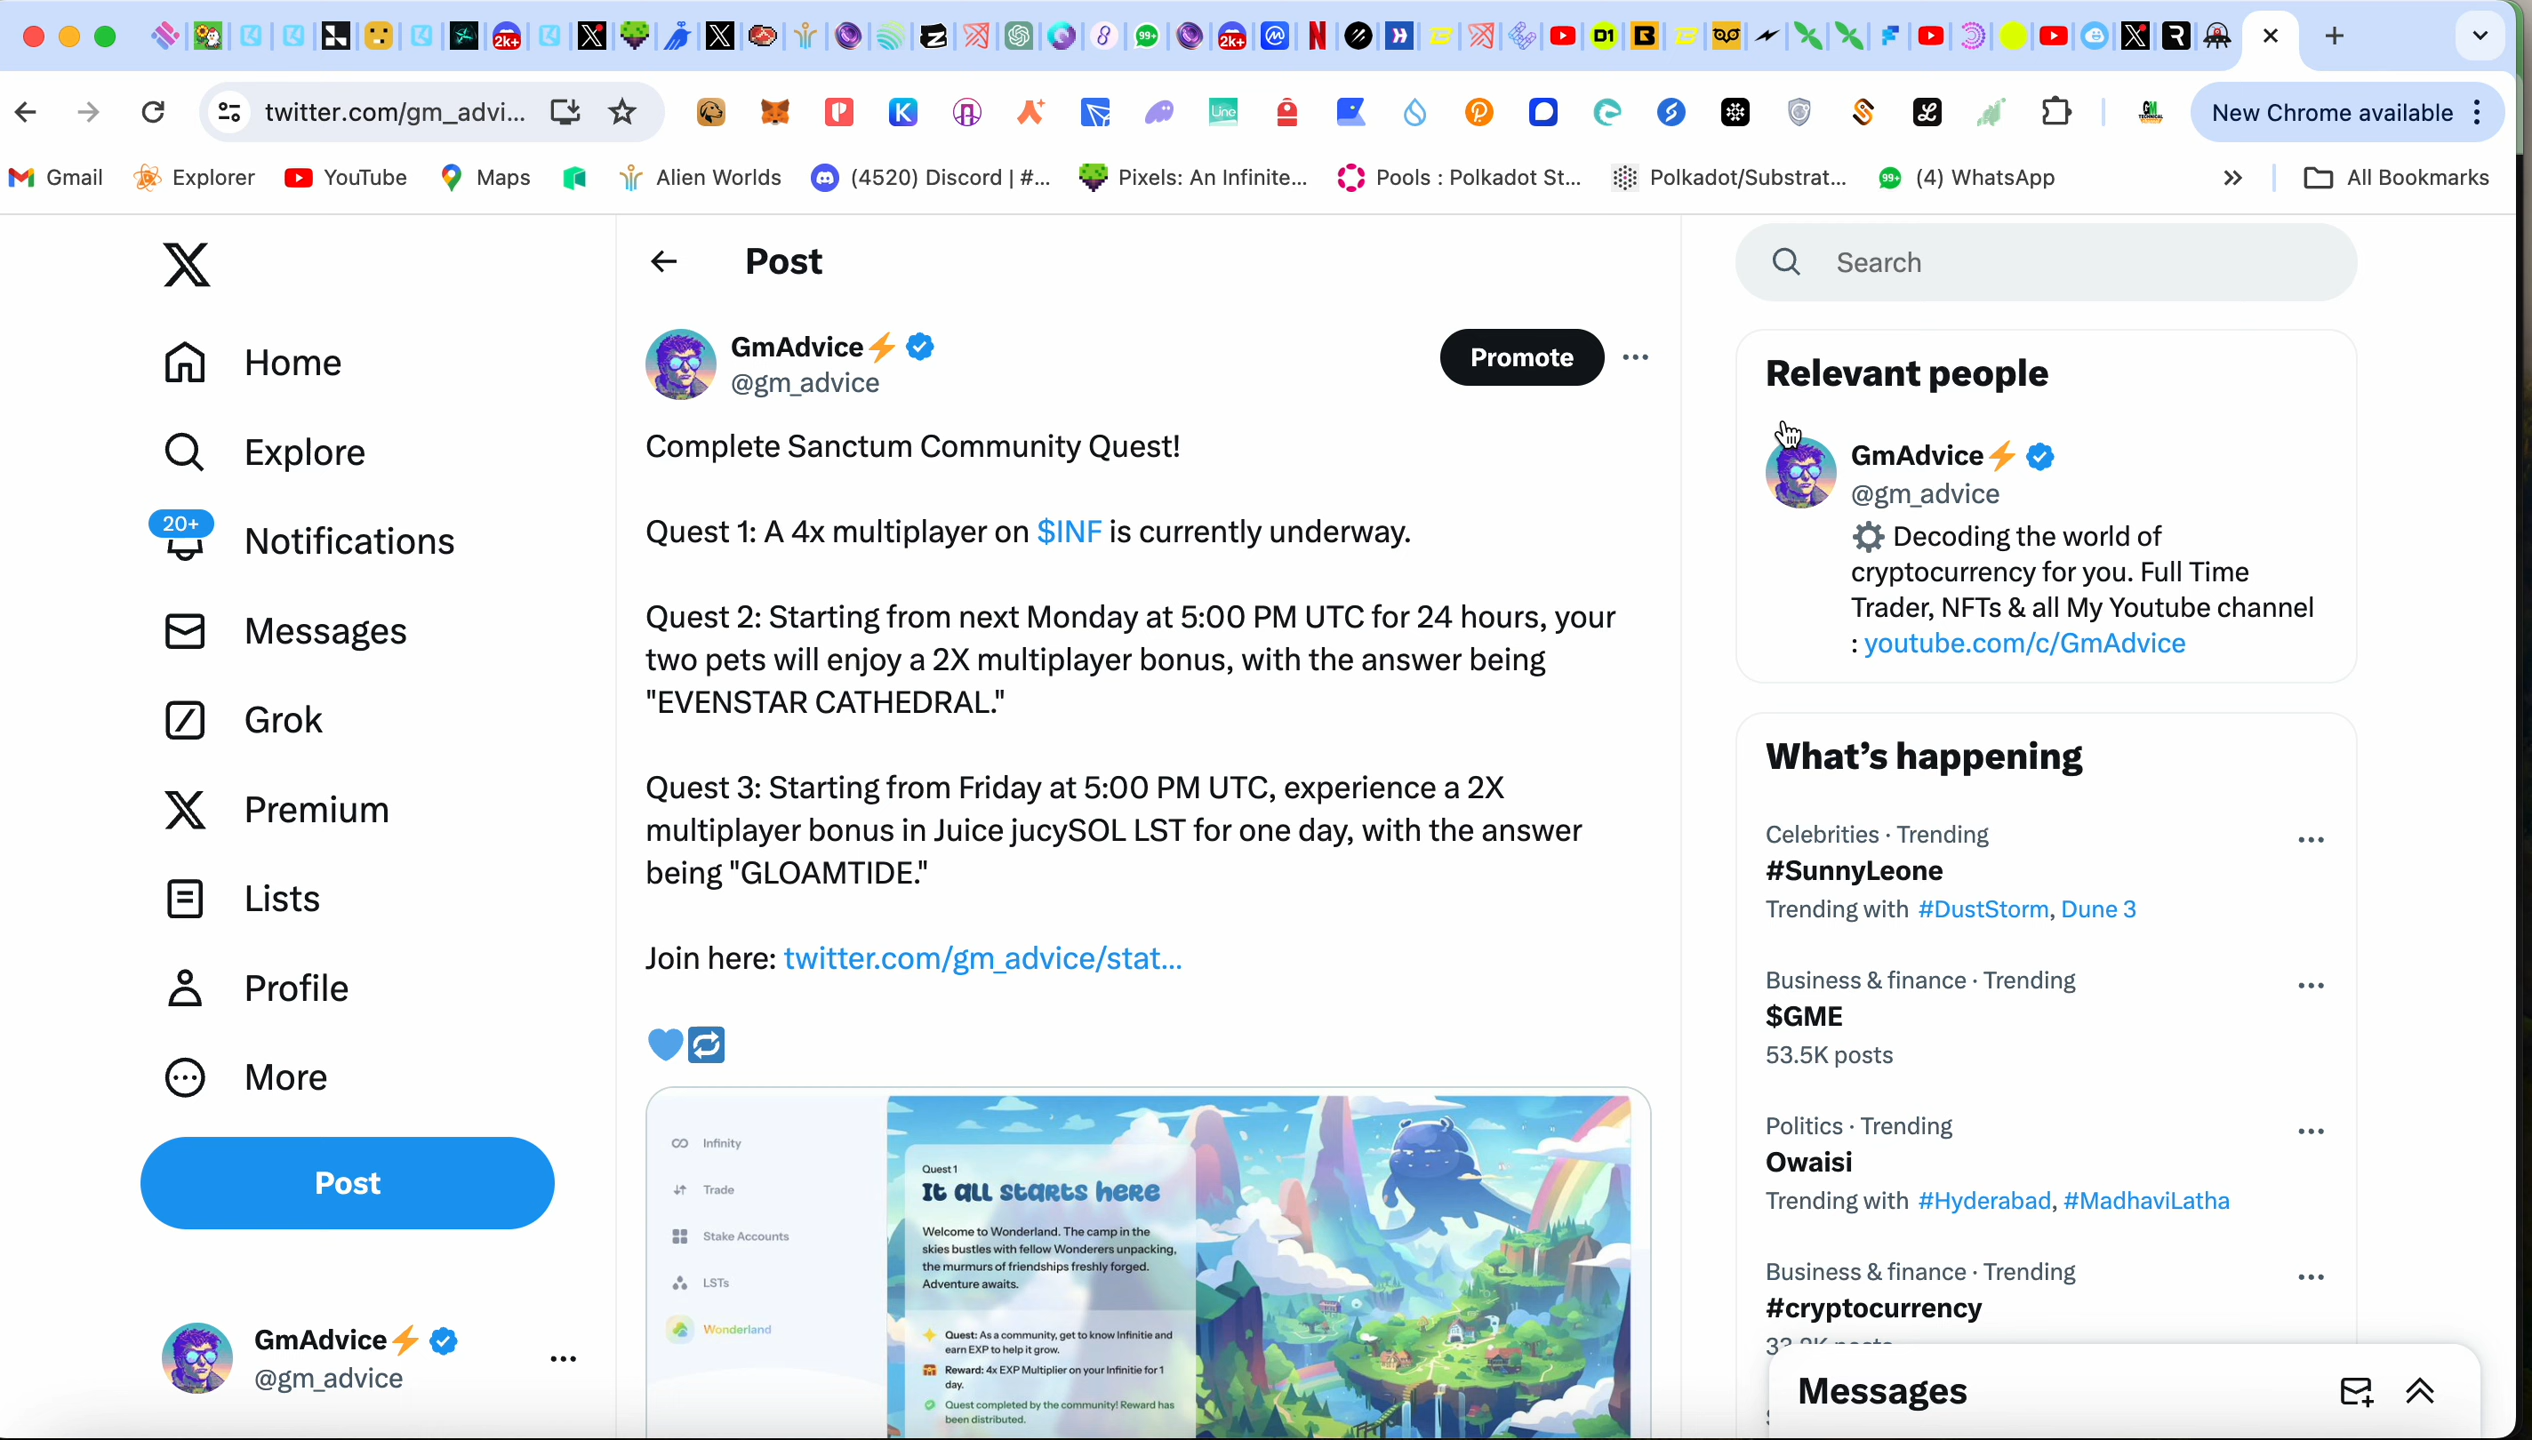 2k+
99+
2k+
D1
twitter.com/gm_advi...
New Chrome available
Gmail
Explorer
YouTube
Maps
Alien Worlds
(4520) Discord | #...
Pixels: An Infinite...
Pools : Polkadot St...
Polkadot/Substrat...
99+
(4) WhatsApp
All Bookmarks
Home
Explore
20+
Notifications
Messages
Grok
Premium
Lists
Profile
More
Post
GmAdvice⚡
@gm_advice
Post
GmAdvice⚡
@gm_advice
Promote
Complete Sanctum Community Quest!
Quest 1: A 4x multiplayer on $INF is currently underway.
Quest 2: Starting from next Monday at 5:00 PM UTC for 24 hours, your
two pets will enjoy a 2X multiplayer bonus, with the answer being
"EVENSTAR CATHEDRAL."
Quest 3: Starting from Friday at 5:00 PM UTC, experience a 2X
multiplayer bonus in Juice jucySOL LST for one day, with the answer
being "GLOAMTIDE."
Join here: twitter.com/gm_advice/stat...
Infinity
Trade
Stake Accounts
LSTs
Wonderland
Quest 1
It all starts here
Welcome to Wonderland. The camp in the
skies bustles with fellow Wonderers unpacking,
the murmurs of friendships freshly forged.
Adventure awaits.
Quest: As a community, get to know Infinitie and
earn EXP to help it grow.
Reward: 4x EXP Multiplier on your Infinitie for 1
day.
Quest completed by the community! Reward has
been distributed.
Search
Relevant people
GmAdvice⚡
@gm_advice
⚙️ Decoding the world of
cryptocurrency for you. Full Time
Trader, NFTs & all My Youtube channel
: youtube.com/c/GmAdvice
What's happening
Celebrities · Trending
#SunnyLeone
Trending with #DustStorm, Dune 3
Business & finance · Trending
$GME
53.5K posts
Politics · Trending
Owaisi
Trending with #Hyderabad, #MadhaviLatha
Business & finance · Trending
#cryptocurrency
Messages